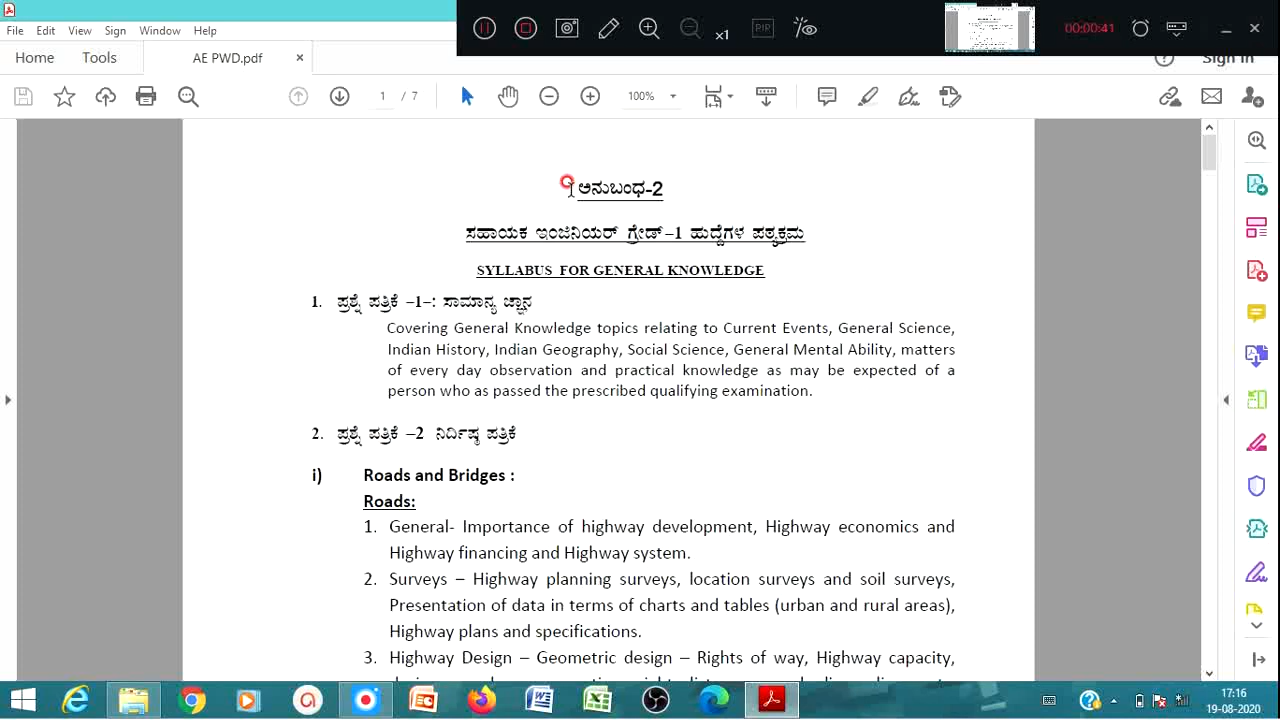 File Edit View Sign Window Help
x1 PIP 00:00:41
Home Tools AE PWD.pdf × Sign In
1 / 7 100%
ಅನುಬಂಧ-2
ಸಹಾಯಕ ಇಂಜಿನಿಯರ್ ಗ್ರೇಡ್-1 ಹುದ್ದೆಗಳ ಪಠ್ಯಕ್ರಮ
SYLLABUS FOR GENERAL KNOWLEDGE
1. ಪ್ರಶ್ನೆ ಪತ್ರಿಕೆ -1-: ಸಾಮಾನ್ಯ ಜ್ಞಾನ
Covering General Knowledge topics relating to Current Events, General Science,
Indian History, Indian Geography, Social Science, General Mental Ability, matters
of every day observation and practical knowledge as may be expected of a
person who as passed the prescribed qualifying examination.
2. ಪ್ರಶ್ನೆ ಪತ್ರಿಕೆ -2 ನಿರ್ದಿಷ್ಠ ಪತ್ರಿಕೆ
i) Roads and Bridges :
Roads:
1. General- Importance of highway development, Highway economics and
Highway financing and Highway system.
2. Surveys – Highway planning surveys, location surveys and soil surveys,
Presentation of data in terms of charts and tables (urban and rural areas),
Highway plans and specifications.
3. Highway Design – Geometric design – Rights of way, Highway capacity,
17:16
19-08-2020